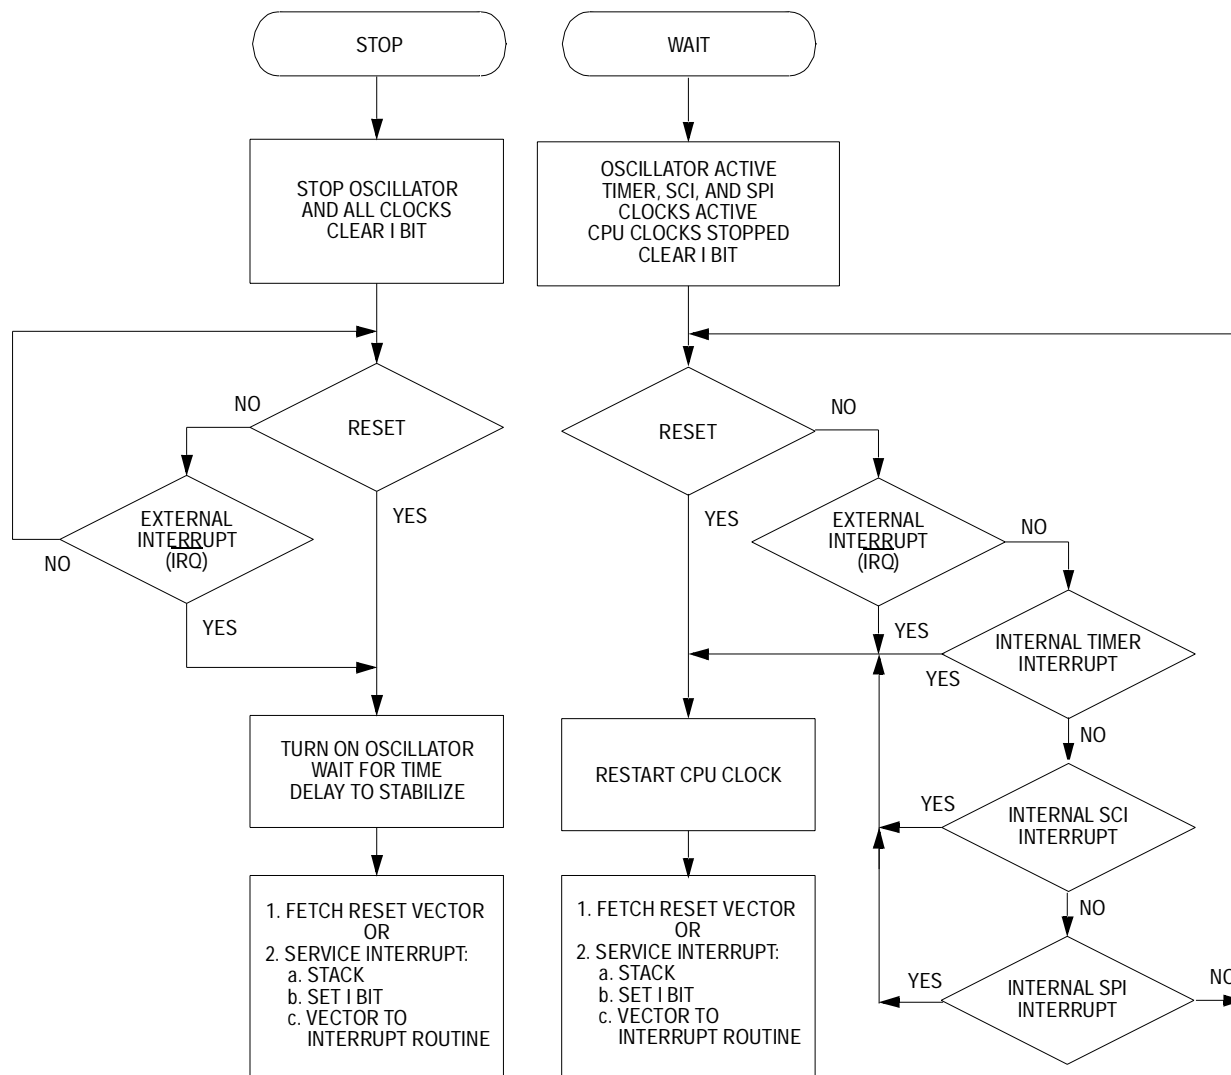 STOP
WAIT
STOP OSCILLATOR
AND ALL CLOCKS
CLEAR I BIT
OSCILLATOR ACTIVE
TIMER, SCI, AND SPI
CLOCKS ACTIVE
CPU CLOCKS STOPPED
CLEAR I BIT
NO
RESET
YES
EXTERNAL
INTERRUPT
(IRQ)
NO
YES
RESET
NO
YES
EXTERNAL
INTERRUPT
(IRQ)
NO
YES
INTERNAL TIMER
INTERRUPT
YES
NO
TURN ON OSCILLATOR
WAIT FOR TIME
DELAY TO STABILIZE
RESTART CPU CLOCK
INTERNAL SCI
INTERRUPT
YES
NO
1. FETCH RESET VECTOR
OR
2. SERVICE INTERRUPT:
a. STACK
b. SET I BIT
c. VECTOR TO
INTERRUPT ROUTINE
1. FETCH RESET VECTOR
OR
2. SERVICE INTERRUPT:
a. STACK
b. SET I BIT
c. VECTOR TO
INTERRUPT ROUTINE
INTERNAL SPI
INTERRUPT
YES
NO